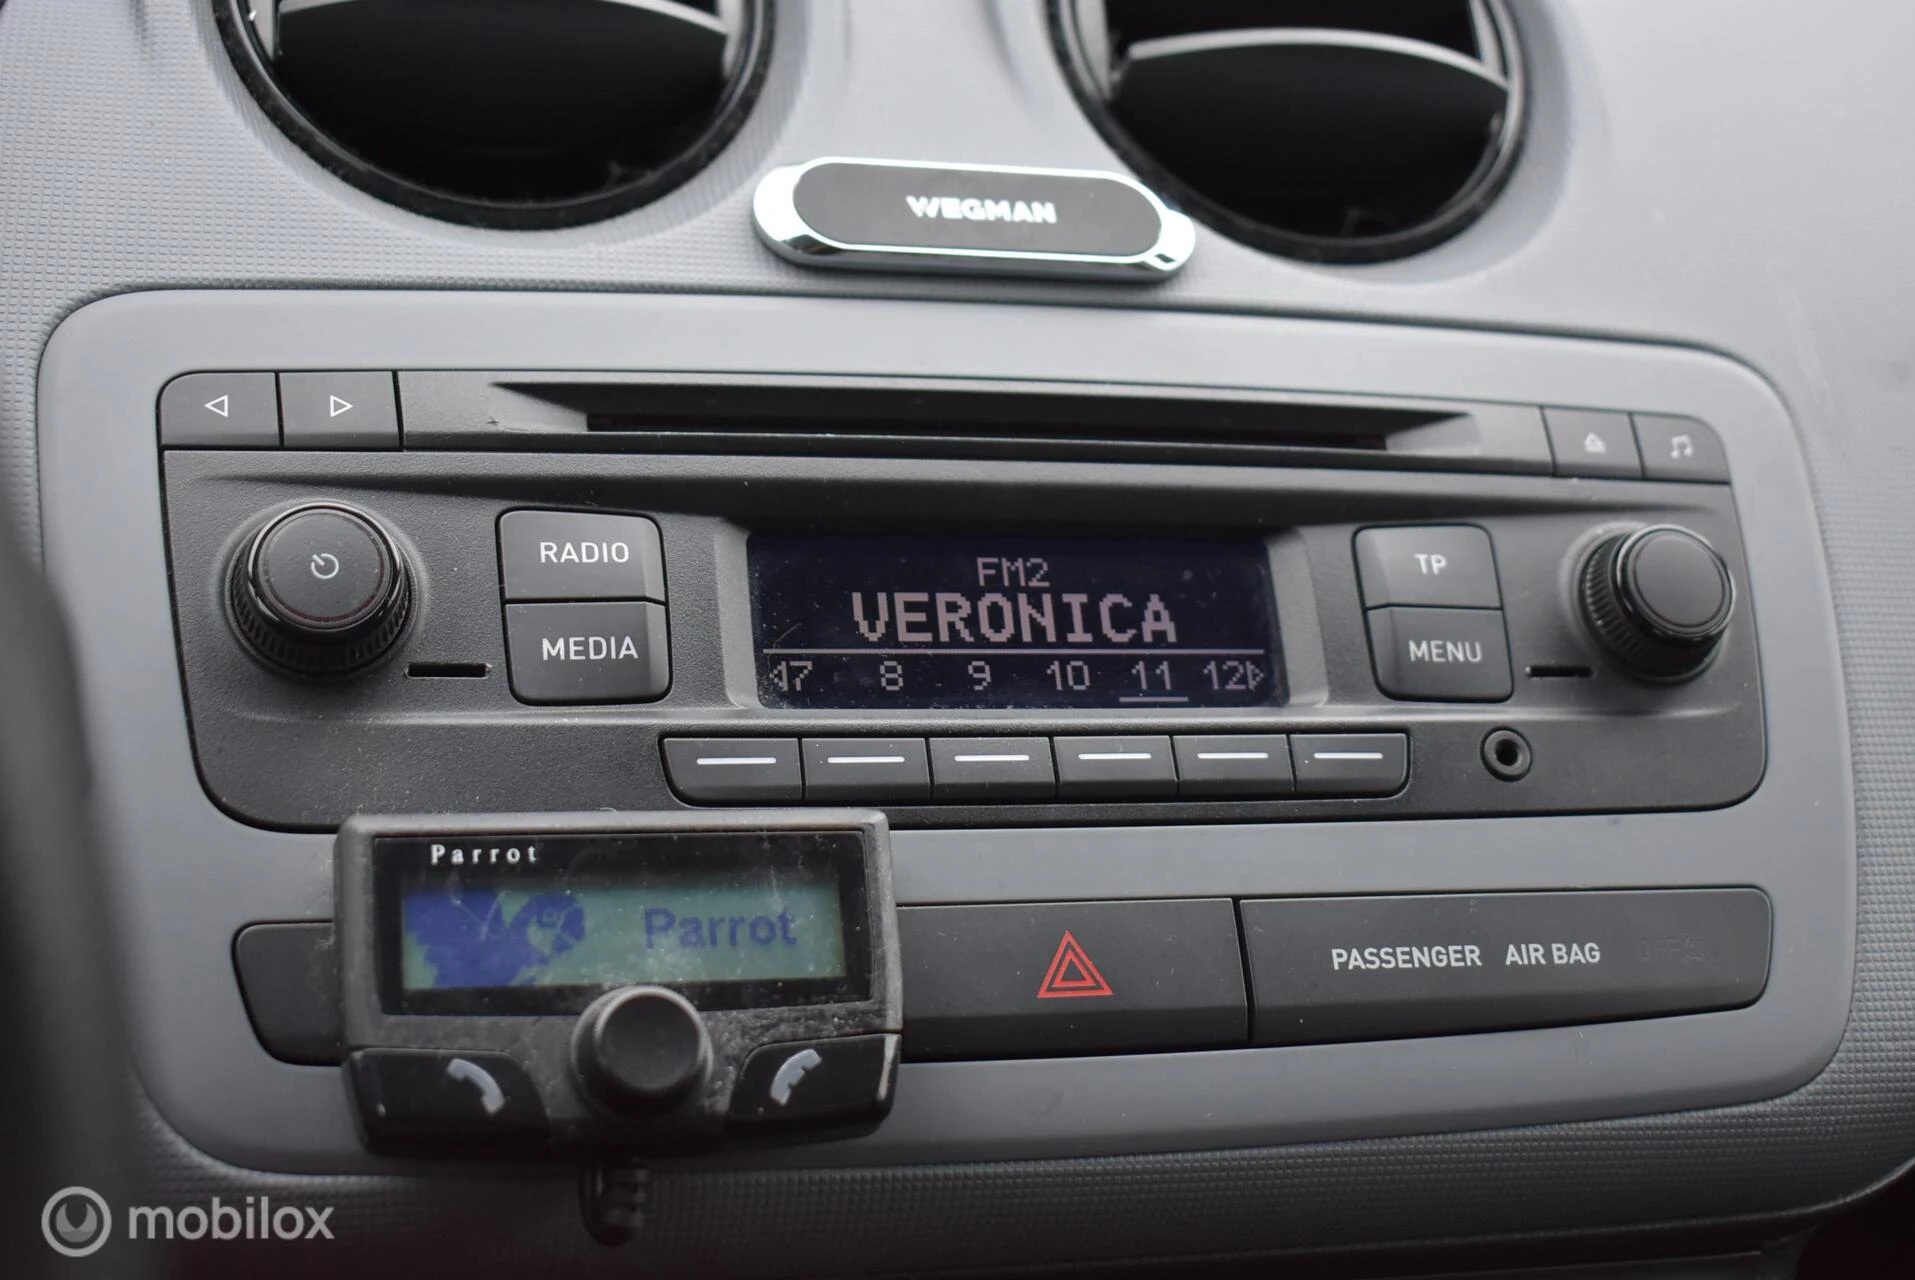 WEGMAN
RADIO
MEDIA
FM2
VERONICA
7 8 9 10 11 12
TP
MENU
Parrot
Parrot
PASSENGER AIR BAG OFF
mobilox